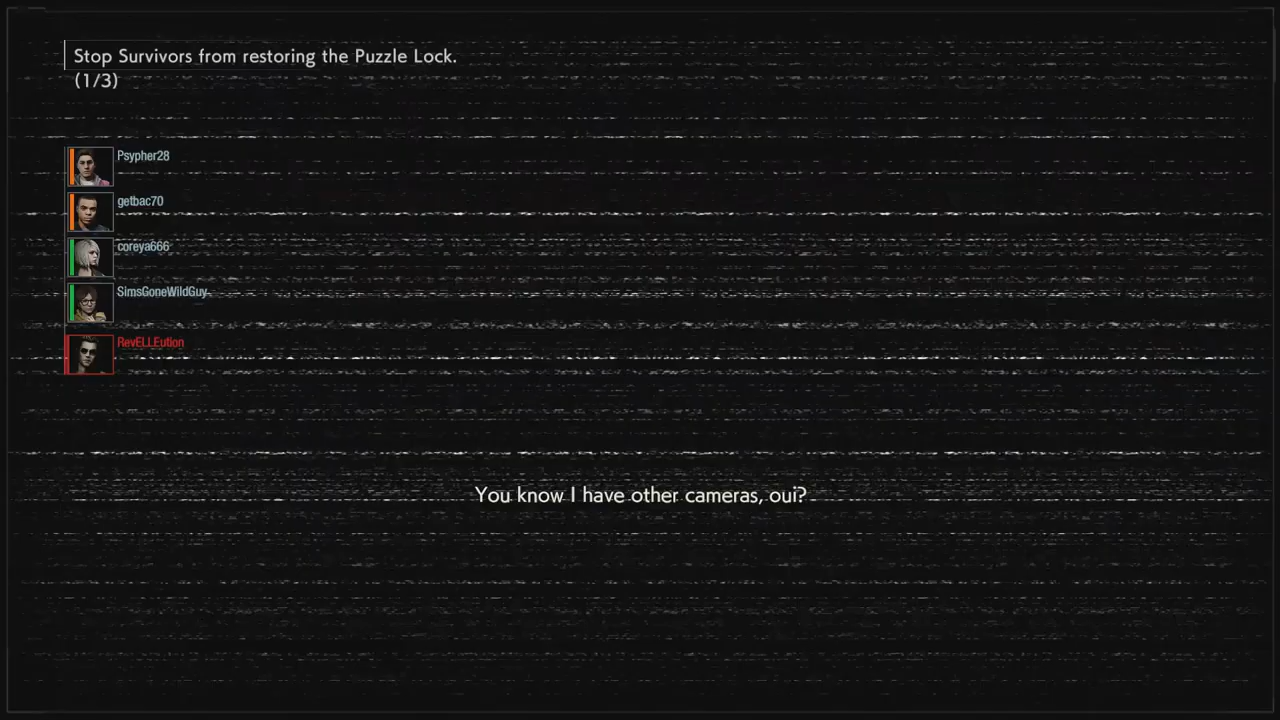 Stop Survivors from restoring the Puzzle Lock.
(1/3)
Psypher28
getbac70
coreya666
SimsGoneWildGuy
RevELLEution
You know I have other cameras, oui?